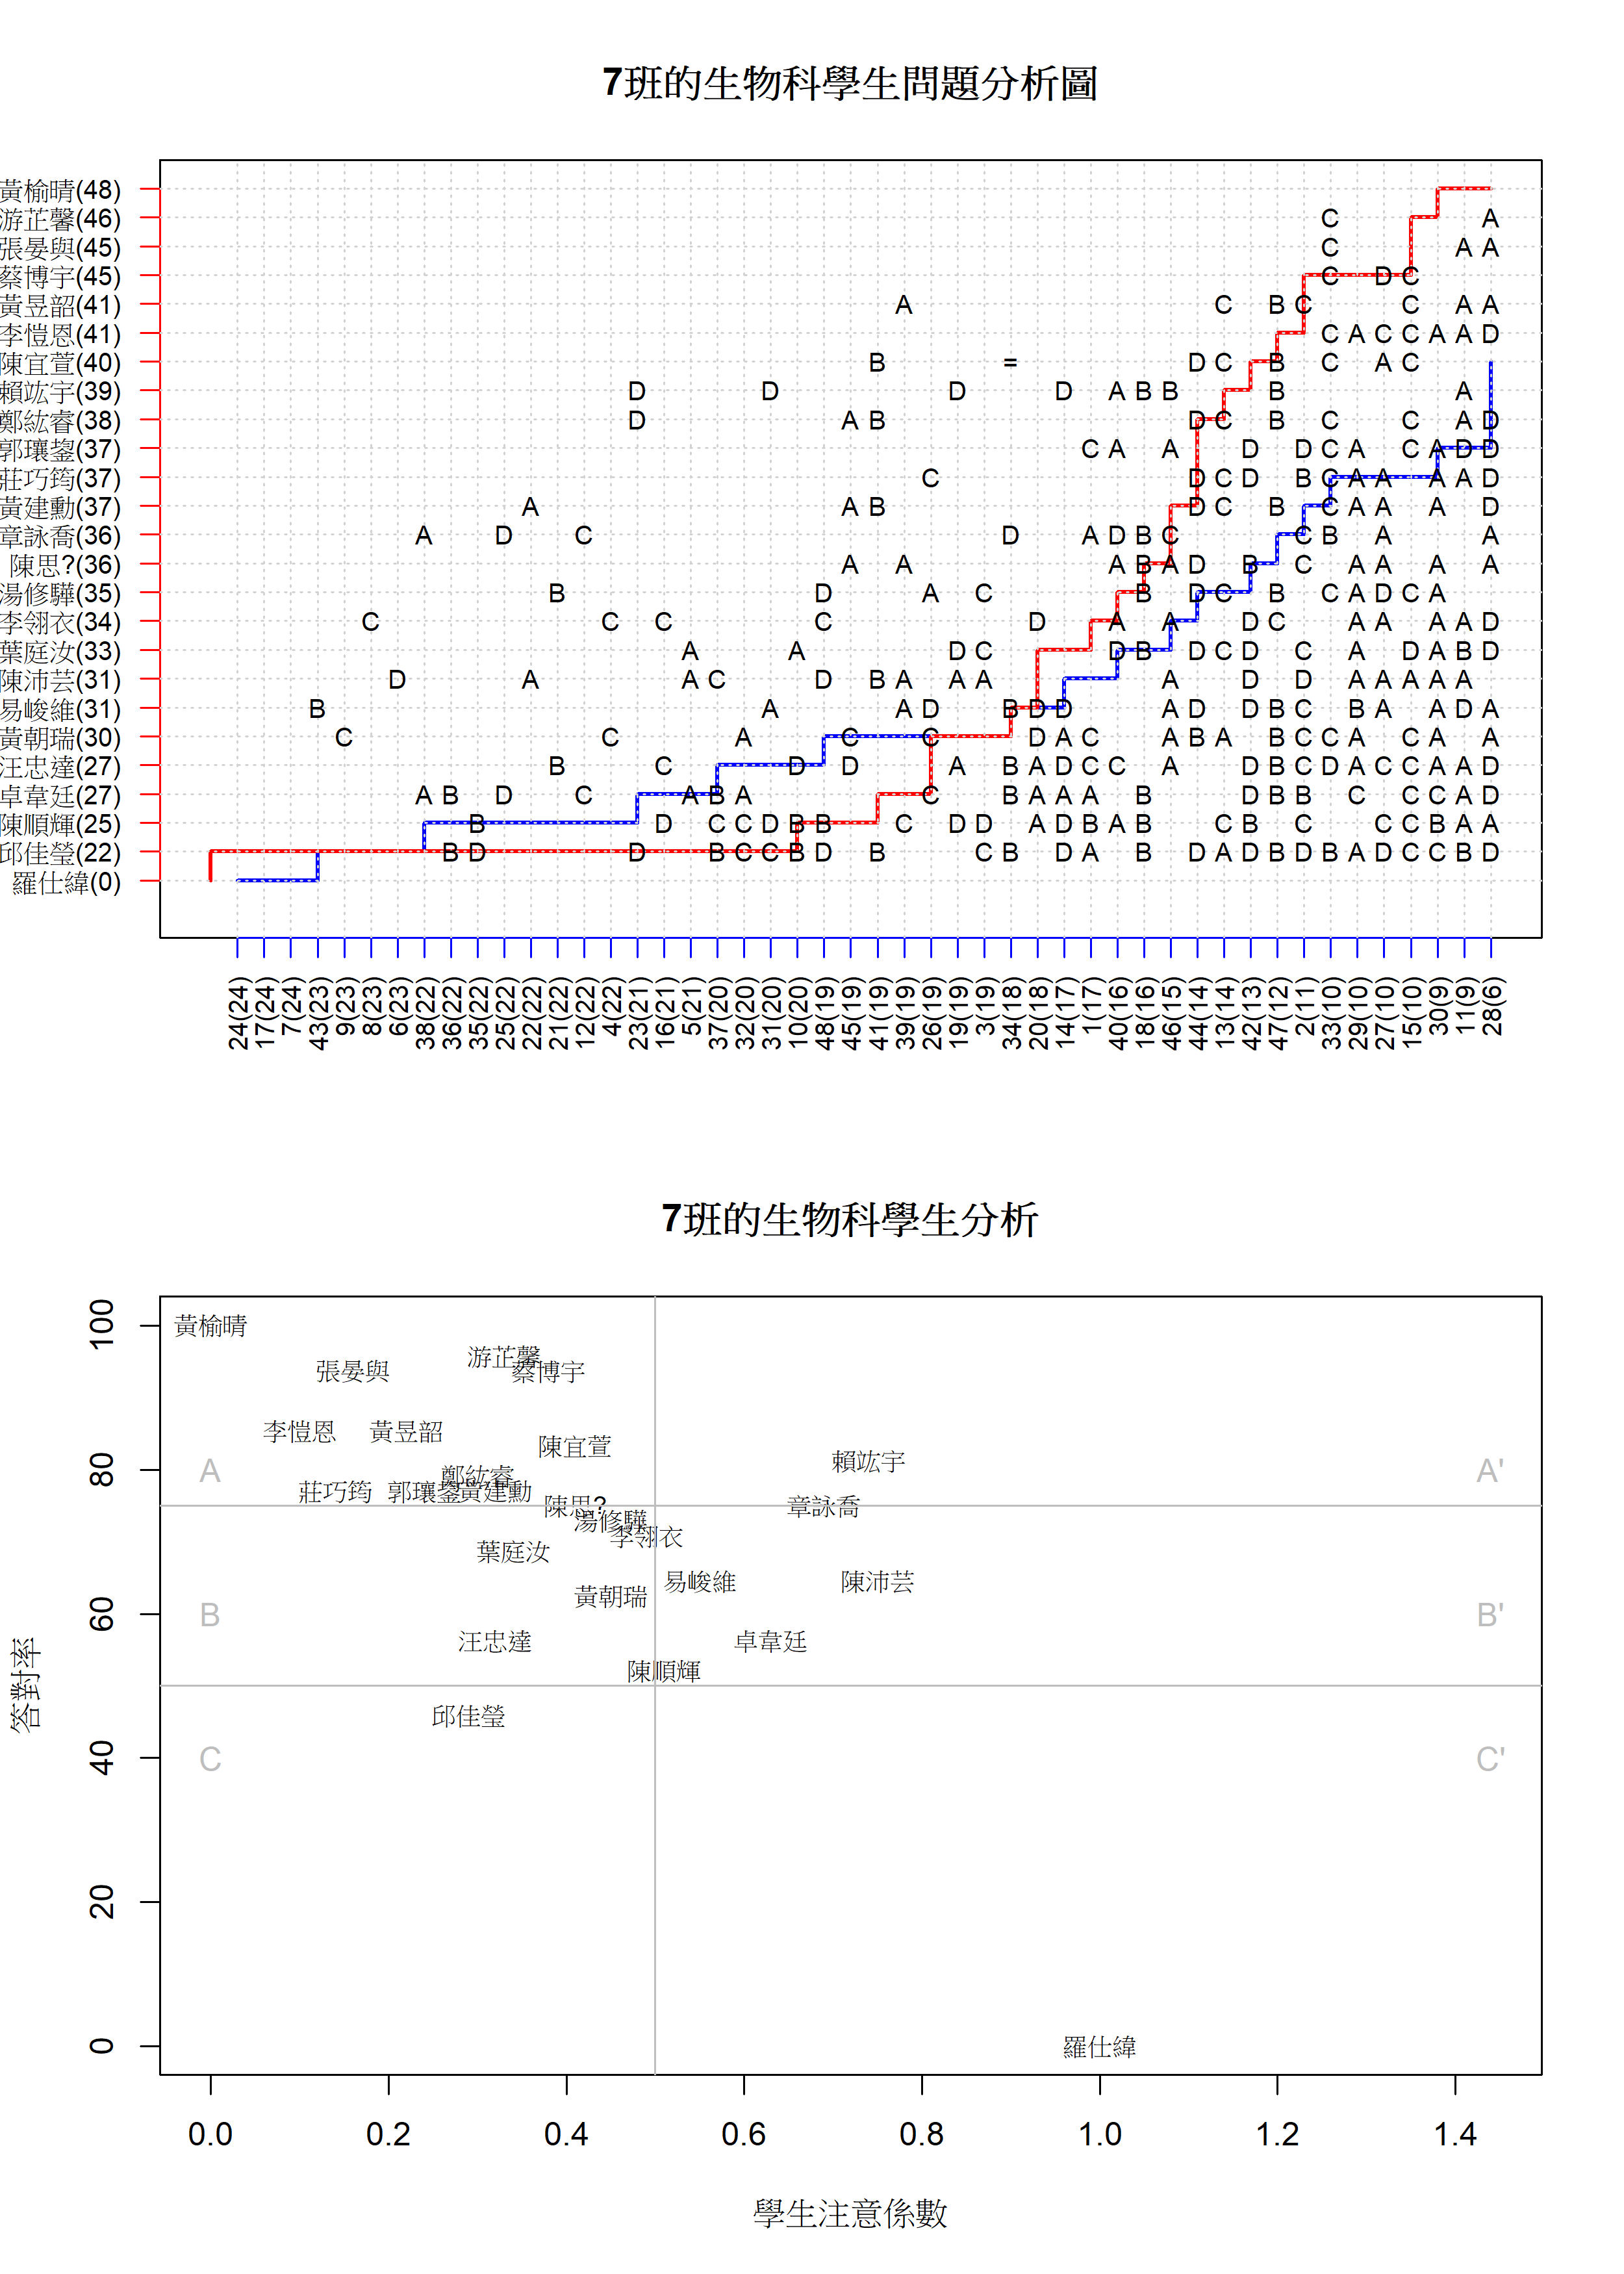 7班的生物科學生問題分析圖
黃榆晴(48)
游芷馨(46) C A
張晏與(45) C A A
蔡博宇(45) C D C
黃昱韶(41) A C B C C A A
李愷恩(41) C A C C A A D
陳宜萱(40) B = D C B C A C
賴竑宇(39) D D D D A B B B A
鄭紘睿(38) D A B D C B C C A D
郭瓖鋆(37) C A A D D C A C A D D
莊巧筠(37) C D C D B C A A A A D
黃建勳(37) A A B D C B C A A A D
章詠喬(36) A D C D A D B C C B A A
陳思?(36) A A A B A D B C A A A A
湯修驊(35) B D A C B D C B C A D C A
李翎衣(34) C C C C D A A D C A A A A D
葉庭汝(33) A A D C D B D C D C A D A B D
陳沛芸(31) D A A C D B A A A A D D A A A A A
易峻維(31) B A A D B D D A D D B C B A A D A
黃朝瑞(30) C C A C C D A C A B A B C C A C A A
汪忠達(27) B C D D A B A D C C A D B C D A C C A A D
卓韋廷(27) A B D C A B A C B A A A B D B B C C C A D
陳順輝(25) B D C C D B B C D D A D B A B C B C C C B A A
邱佳瑩(22) B D D B C C B D B C B D A B D A D B D B A D C C B D
羅仕緯(0)
24(24) 17(24) 7(24) 43(23) 9(23) 8(23) 6(23) 38(22) 36(22) 35(22) 25(22) 22(22) 21(22) 12(22) 4(22) 23(21) 16(21) 5(21) 37(20) 32(20) 31(20) 10(20) 48(19) 45(19) 41(19) 39(19) 26(19) 19(19) 3(19) 34(18) 20(18) 14(17) 1(17) 40(16) 18(16) 46(15) 44(14) 13(14) 42(13) 47(12) 2(11) 33(10) 29(10) 27(10) 15(10) 30(9) 11(9) 28(6)
7班的生物科學生分析
100
80
60
40
20
0
答對率
黃榆晴
游芷馨
張晏與 蔡博宇
李愷恩 黃昱韶
陳宜萱
賴竑宇
A A'
鄭紘睿
莊巧筠 郭瓖鋆 黃建勳
陳思? 章詠喬
湯修驊
李翎衣
葉庭汝
易峻維 陳沛芸
黃朝瑞
B B'
汪忠達 卓韋廷
陳順輝
邱佳瑩
C C'
羅仕緯
0.0 0.2 0.4 0.6 0.8 1.0 1.2 1.4
學生注意係數